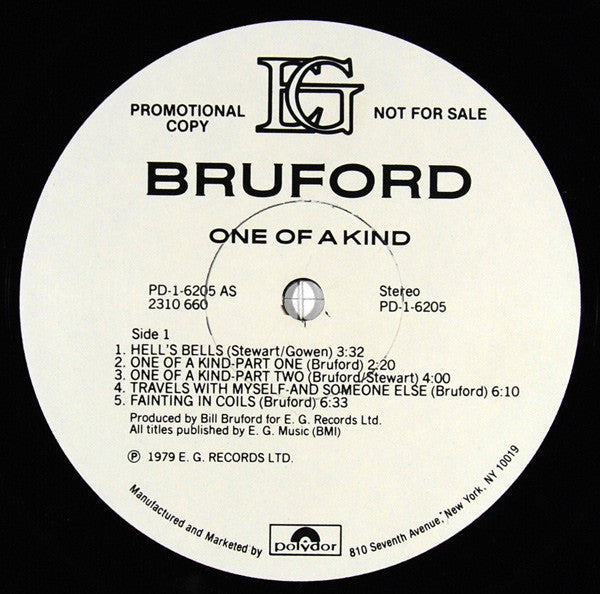 EG
PROMOTIONAL COPY
NOT FOR SALE
BRUFORD
ONE OF A KIND
PD-1-6205 AS
2310 660
Stereo
PD-1-6205
Side 1
1. HELL'S BELLS (Stewart/Gowen) 3:32
2. ONE OF A KIND-PART ONE (Bruford) 2:20
3. ONE OF A KIND-PART TWO (Bruford/Stewart) 4:00
4. TRAVELS WITH MYSELF-AND SOMEONE ELSE (Bruford) 6:10
5. FAINTING IN COILS (Bruford) 6:33
Produced by Bill Bruford for E. G. Records Ltd.
All titles published by E. G. Music (BMI)
℗ 1979 E. G. RECORDS LTD.
Manufactured and Marketed by polydor 810 Seventh Avenue, New York, NY 10019